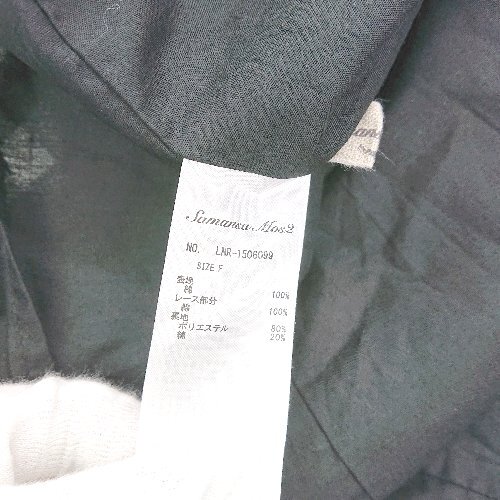 Samansa Mos2
NO. LNR-1506099
SIZE F
表地
綿 100%
レース部分
綿 100%
裏地
ポリエステル 80%
綿 20%